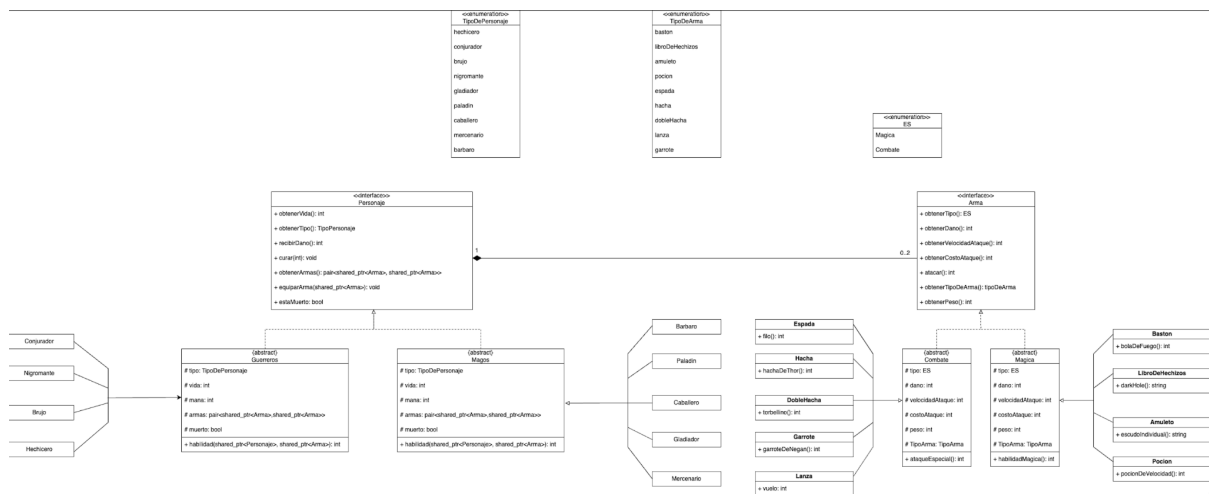 <<enumeration>>
TipoDePersonaje
hechicero
conjurador
brujo
nigromante
gladiador
paladin
caballero
mercenario
barbaro
<<enumeration>>
TipoDeArma
baston
libroDeHechizos
amuleto
pocion
espada
hacha
dobleHacha
lanza
garrote
<<enumeration>>
ES
Magica
Combate
<<interface>>
Personaje
+ obtenerVida(): int
+ obtenerTipo(): TipoPersonaje
+ recibirDano(): int
+ curar(int): void
+ obtenerArmas(): pair<shared_ptr<Arma>, shared_ptr<Arma>>
+ equiparArma(shared_ptr<Arma>): void
+ estaMuerto: bool
1
0..2
<<interface>>
Arma
+ obtenerTipo(): ES
+ obtenerDano(): int
+ obtenerVelocidadAtaque(): int
+ obtenerCostoAtaque(): int
+ atacar(): int
+ obtenerTipoDeArma(): tipoDeArma
+ obtenerPeso(): int
Conjurador
Nigromante
Brujo
Hechicero
{abstract}
Guerreros
# tipo: TipoDePersonaje
# vida: int
# mana: int
# armas: pair<shared_ptr<Arma>,shared_ptr<Arma>>
# muerto: bool
+ habilidad(shared_ptr<Personaje>, shared_ptr<Arma>): int
{abstract}
Magos
# tipo: TipoDePersonaje
# vida: int
# mana: int
# armas: pair<shared_ptr<Arma>,shared_ptr<Arma>>
# muerto: bool
+ habilidad(shared_ptr<Personaje>, shared_ptr<Arma>): int
Barbaro
Paladin
Caballero
Gladiador
Mercenario
Espada
+ filo(): int
Hacha
+ hachaDeThor(): int
DobleHacha
+ torbellino(): int
Garrote
+ garroteDeNegan(): int
Lanza
+ vuelo: int
{abstract}
Combate
# tipo: ES
# dano: int
# velocidadAtaque: int
# costoAtaque: int
# peso: int
# TipoArma: TipoArma
+ ataqueEspecial(): int
{abstract}
Magica
# tipo: ES
# dano: int
# velocidadAtaque: int
# costoAtaque: int
# peso: int
# TipoArma: TipoArma
+ habilidadMagica(): int
Baston
+ bolaDeFuego(): int
LibroDeHechizos
+ darkHole(): string
Amuleto
+ escudoIndividual(): string
Pocion
+ pocionDeVelocidad(): int